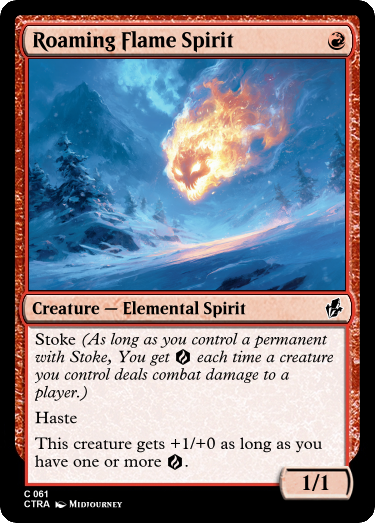 Roaming Flame Spirit
Creature — Elemental Spirit
Stoke (As long as you control a permanent
with Stoke, You get each time a creature
you control deals combat damage to a
player.)
Haste
This creature gets +1/+0 as long as you
have one or more .
1/1
C 061
CTRA Midjourney